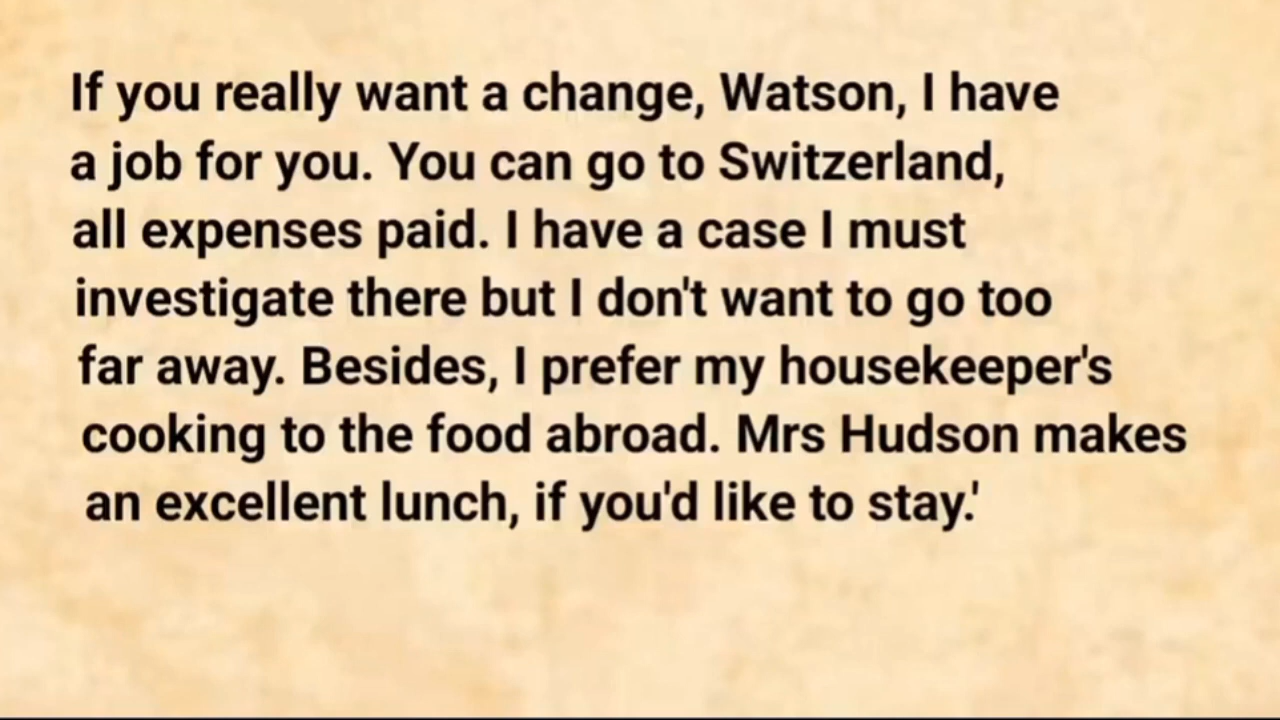 If you really want a change, Watson, I have
a job for you. You can go to Switzerland,
all expenses paid. I have a case I must
investigate there but I don't want to go too
far away. Besides, I prefer my housekeeper's
cooking to the food abroad. Mrs Hudson makes
an excellent lunch, if you'd like to stay.'